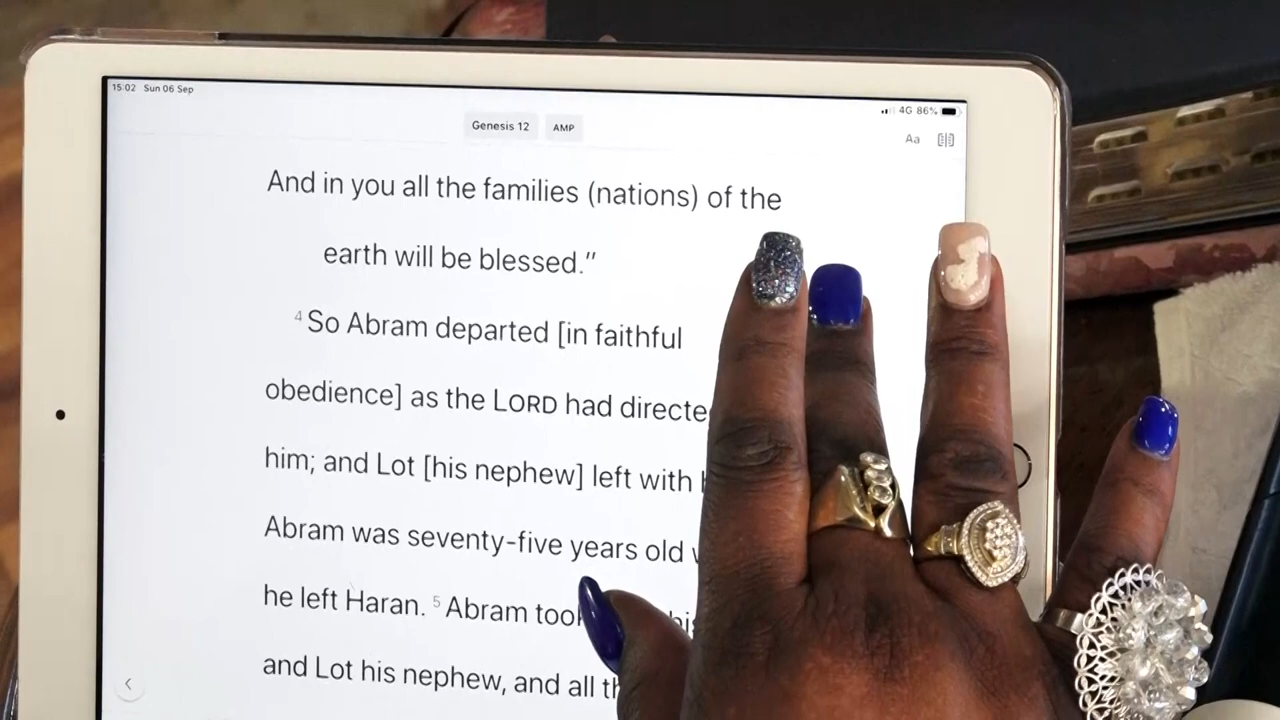 15:02 Sun 06 Sep
4G 86%
Genesis 12 AMP
Aa
And in you all the families (nations) of the
earth will be blessed.”
4 So Abram departed [in faithful
obedience] as the LORD had directe
him; and Lot [his nephew] left with
Abram was seventy-five years old
he left Haran. 5 Abram took
and Lot his nephew, and all